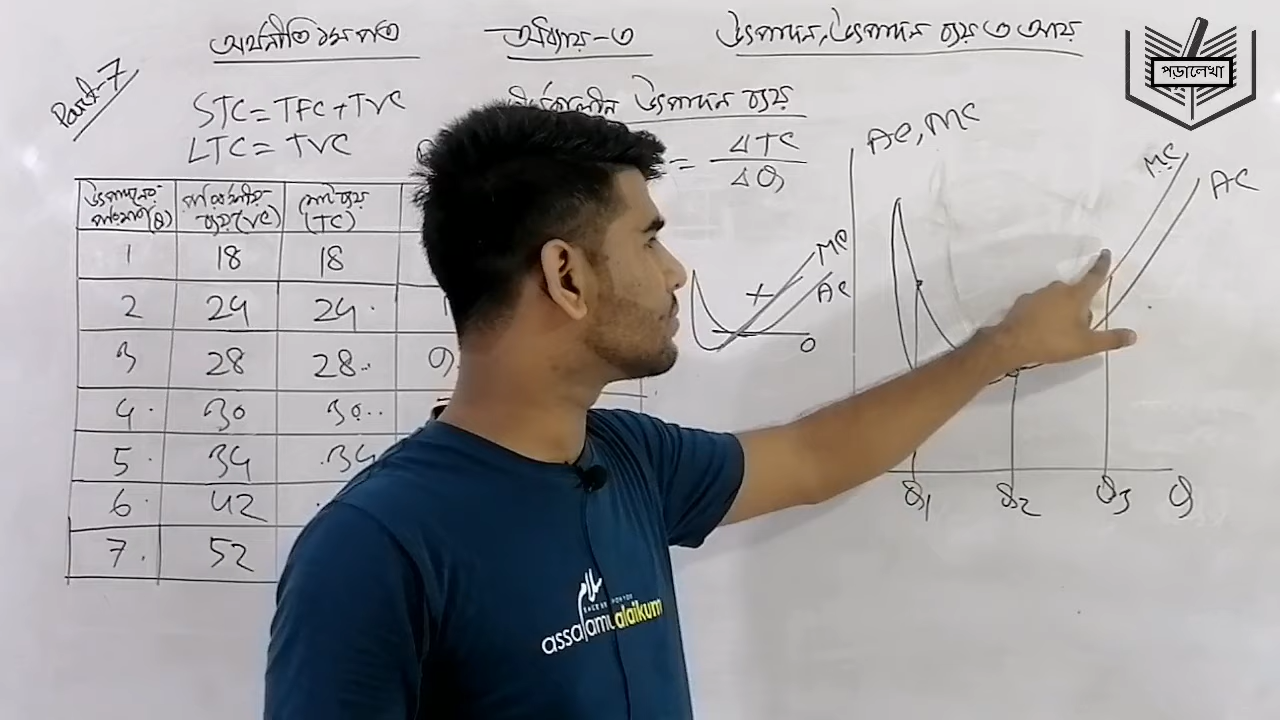 অর্থনীতি ১ম পত্র
অধ্যায়-৩
উৎপাদন, উৎপাদন ব্যয় ও আয়
পড়ালেখা
Part-7
STC = TFC + TVC
LTC = TVC
উৎপাদন ব্যয়
= ΔTC
ΔQ
AC, MC
MC
AC
MC
AC
0
উৎপাদনের পরিমাণ(Q)
পরিবর্তনীয় ব্যয়(VC)
মোট ব্যয় (TC)
1 18 18
2 24 24
3 28 28
4 30 30
5 34 34
6 42
7 52
Q1 Q2 Q3 Q
assalamualaikum